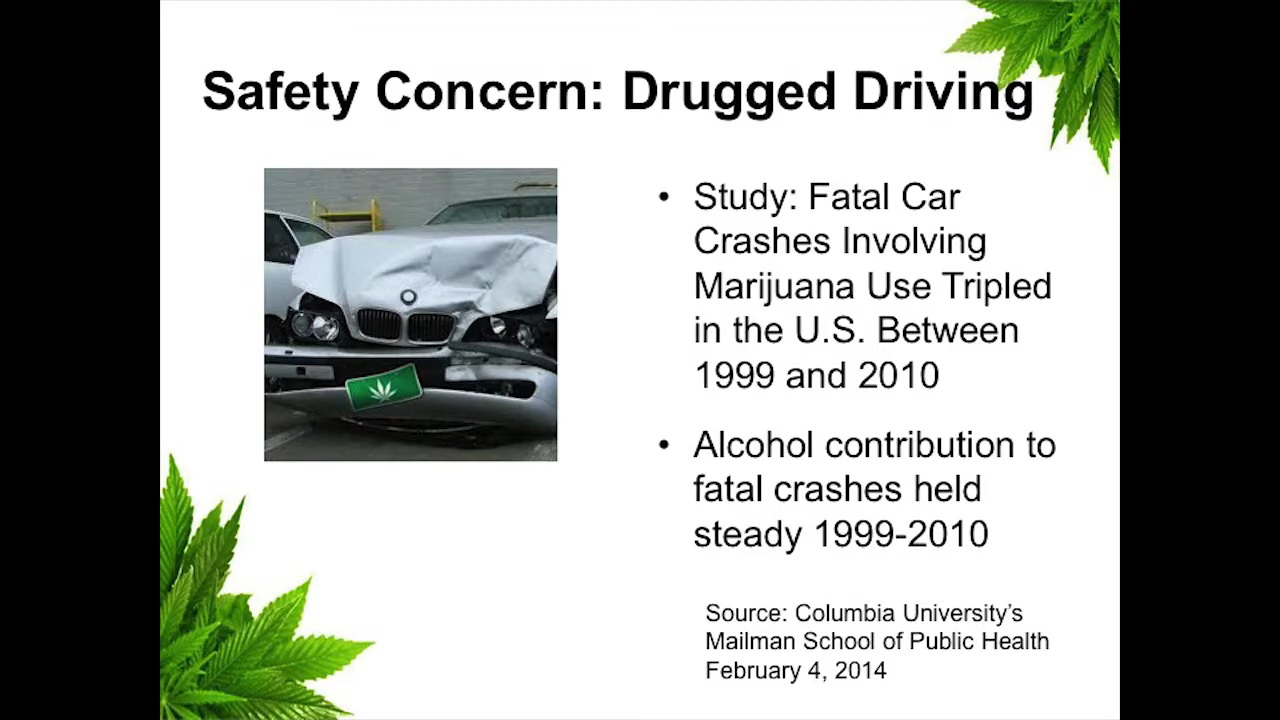 Safety Concern: Drugged Driving
• Study: Fatal Car
Crashes Involving
Marijuana Use Tripled
in the U.S. Between
1999 and 2010
• Alcohol contribution to
fatal crashes held
steady 1999-2010
Source: Columbia University’s
Mailman School of Public Health
February 4, 2014